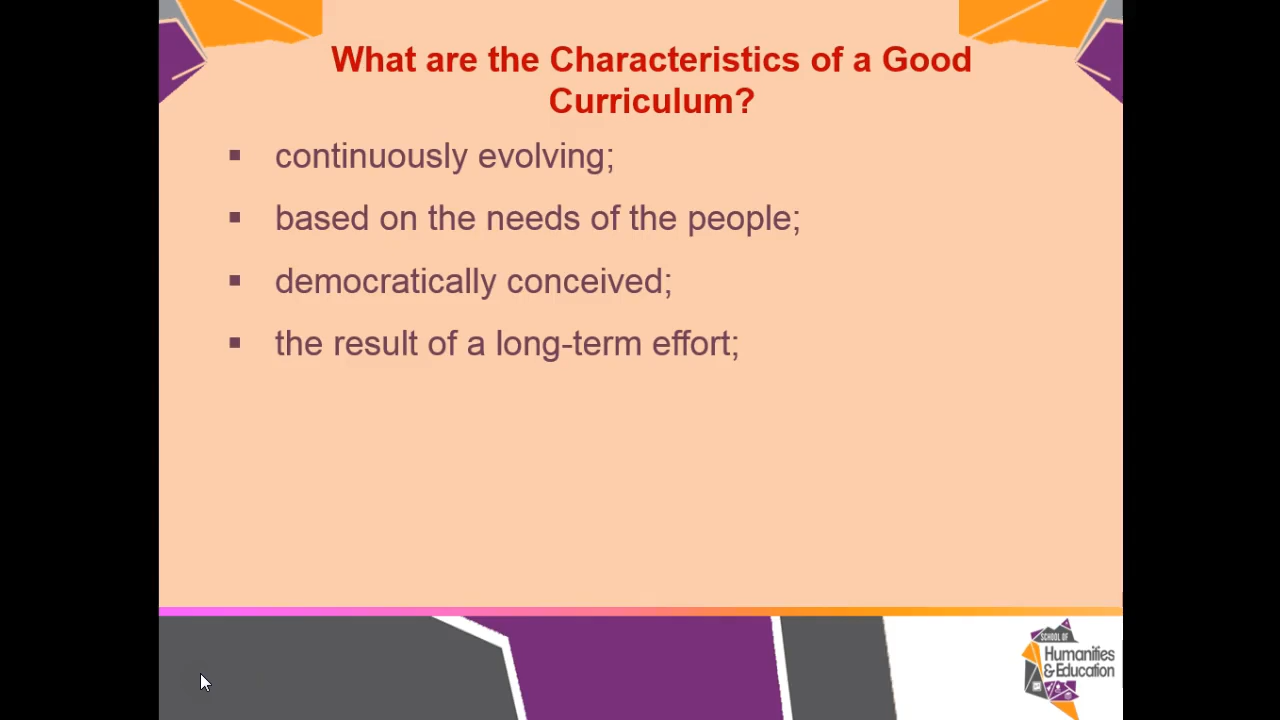 What are the Characteristics of a Good
Curriculum?
▪ continuously evolving;
▪ based on the needs of the people;
▪ democratically conceived;
▪ the result of a long-term effort;
SCHOOL OF
Humanities
& Education